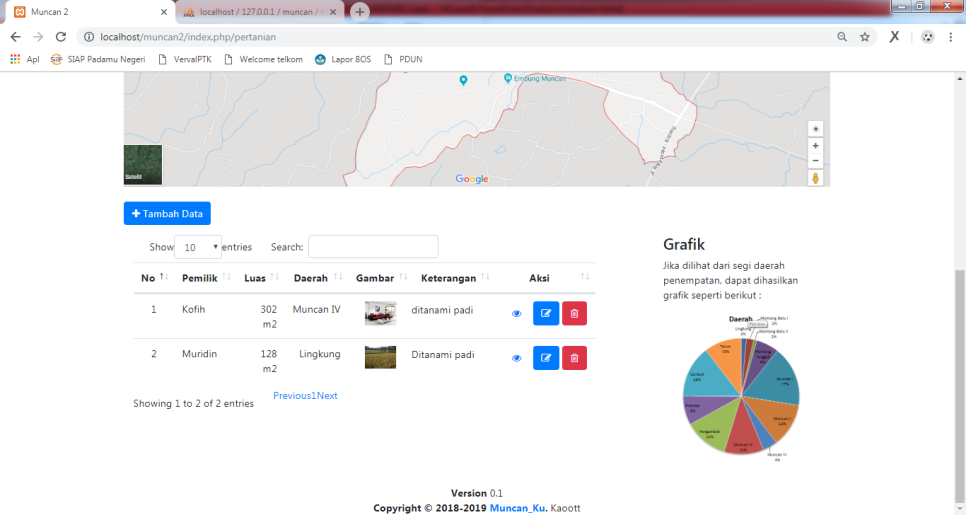 Muncan 2
localhost / 127.0.0.1 / muncan /
localhost/muncan2/index.php/pertanian
Apl SIAP Padamu Negeri VervalPTK Welcome telkom Lapor BOS PDUN
Embung Muncan
Satelit
Google
Tambah Data
Show 10 entries Search:
No Pemilik Luas Daerah Gambar Keterangan Aksi
1 Kofih 302 m2 Muncan IV ditanami padi
2 Muridin 128 m2 Lingkung Ditanami padi
Showing 1 to 2 of 2 entries
Previous1Next
Grafik
Jika dilihat dari segi daerah
penempatan, dapat dihasilkan
grafik seperti berikut :
Daerah
Version 0.1
Copyright © 2018-2019 Muncan_Ku. Kaoott